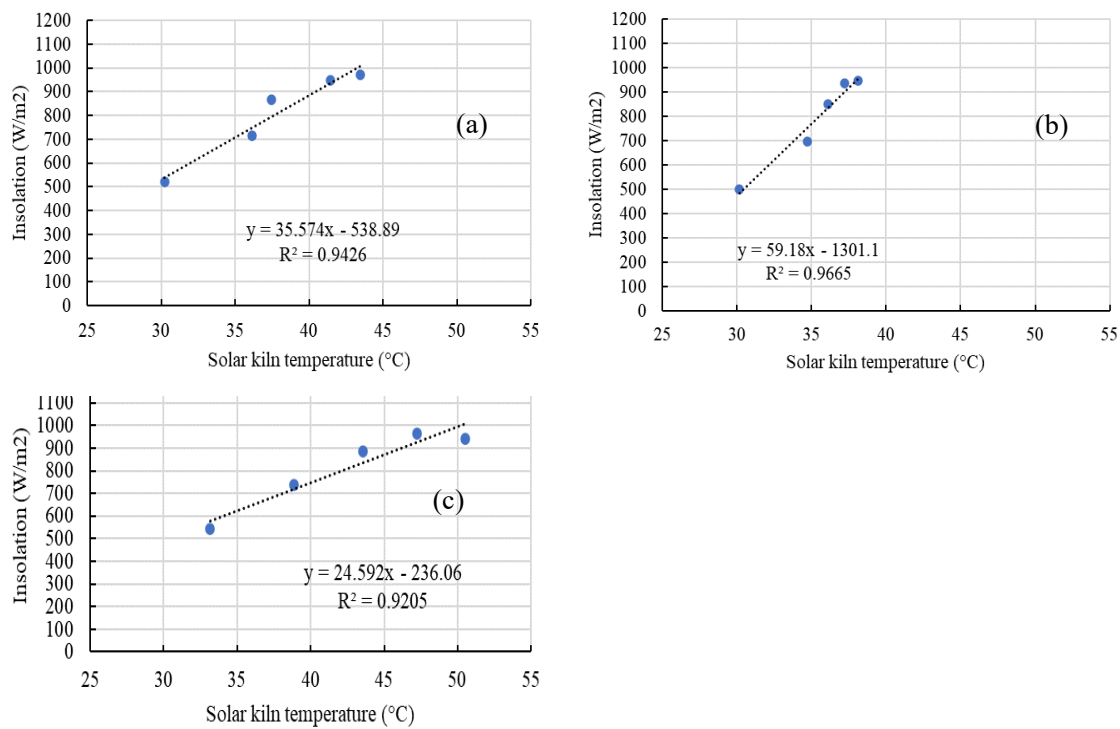 1200
1100
1000
900
800
700
600
500
400
300
200
100
0
Insolation (W/m2)
(a)
y = 35.574x - 538.89
R² = 0.9426
25 30 35 40 45 50 55
Solar kiln temperature (°C)
1200
1100
1000
900
800
700
600
500
400
300
200
100
0
Insolation (W/m2)
(b)
y = 59.18x - 1301.1
R² = 0.9665
25 30 35 40 45 50 55
Solar kiln temperature (°C)
1100
1000
900
800
700
600
500
400
300
200
100
0
Insolation (W/m2)
(c)
y = 24.592x - 236.06
R² = 0.9205
25 30 35 40 45 50 55
Solar kiln temperature (°C)